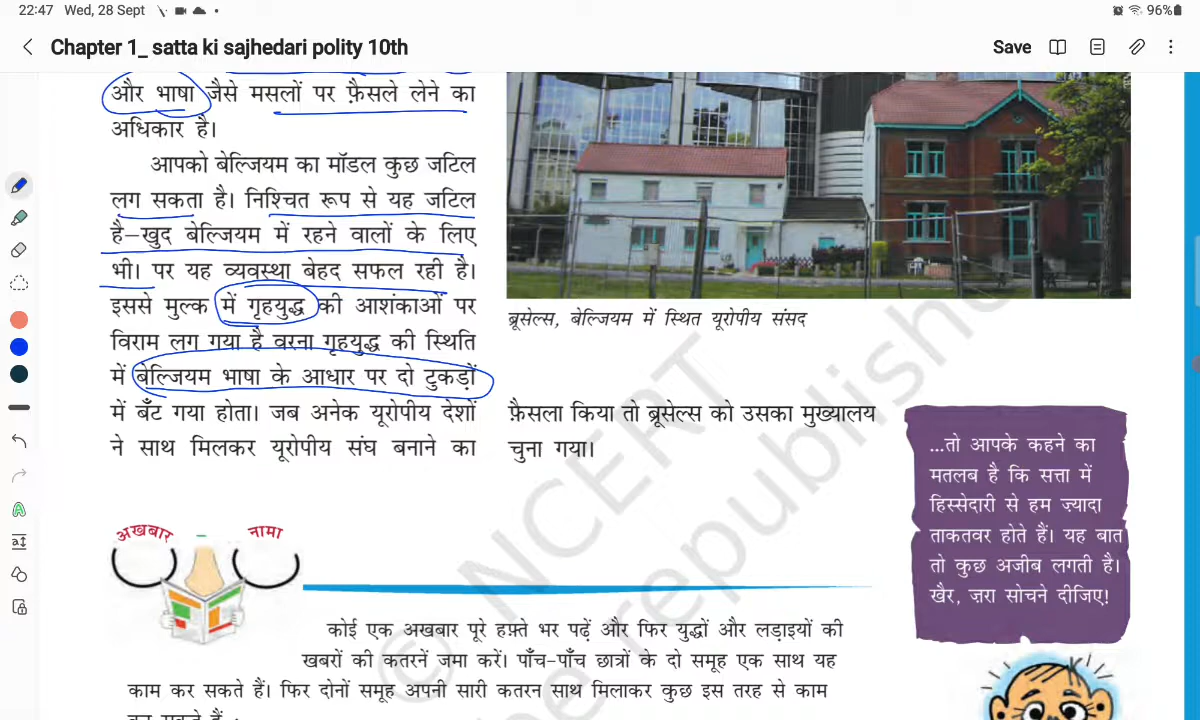 22:47 Wed, 28 Sept
96%
Chapter 1_ satta ki sajhedari polity 10th
Save
और भाषा जैसे मसलों पर फ़ैसले लेने का
अधिकार है।
आपको बेल्जियम का मॉडल कुछ जटिल
लग सकता है। निश्चित रूप से यह जटिल
है–खुद बेल्जियम में रहने वालों के लिए
भी। पर यह व्यवस्था बेहद सफल रही है।
इससे मुल्क में गृहयुद्ध की आशंकाओं पर
विराम लग गया है वरना गृहयुद्ध की स्थिति
में बेल्जियम भाषा के आधार पर दो टुकड़ों
में बँट गया होता। जब अनेक यूरोपीय देशों
ने साथ मिलकर यूरोपीय संघ बनाने का
ब्रूसेल्स, बेल्जियम में स्थित यूरोपीय संसद
फ़ैसला किया तो ब्रूसेल्स को उसका मुख्यालय
चुना गया।
...तो आपके कहने का
मतलब है कि सत्ता में
हिस्सेदारी से हम ज़्यादा
ताकतवर होते हैं। यह बात
तो कुछ अजीब लगती है।
खैर, ज़रा सोचने दीजिए!
अखबार - नामा
कोई एक अखबार पूरे हफ़्ते भर पढ़ें और फिर युद्धों और लड़ाइयों की
खबरों की कतरनें जमा करें। पाँच-पाँच छात्रों के दो समूह एक साथ यह
काम कर सकते हैं। फिर दोनों समूह अपनी सारी कतरन साथ मिलाकर कुछ इस तरह से काम
© NCERT
be republished